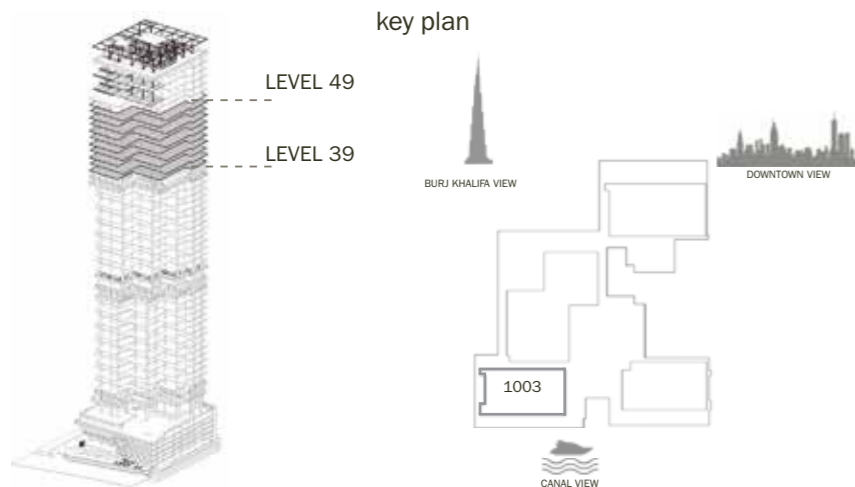 key plan
LEVEL 49
LEVEL 39
BURJ KHALIFA VIEW
DOWNTOWN VIEW
1003
CANAL VIEW